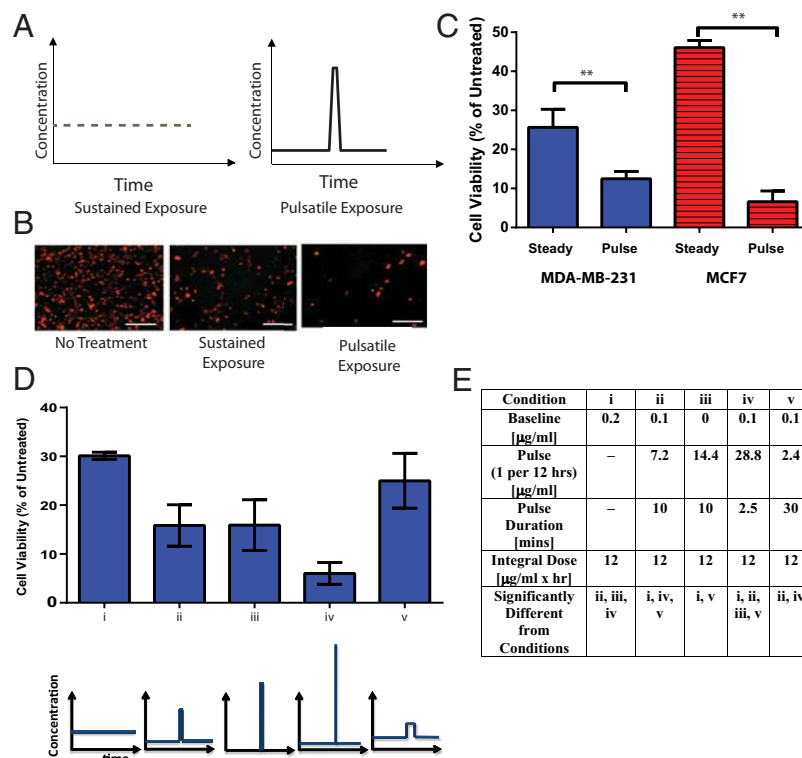 A
Concentration
Time
Sustained Exposure
Concentration
Time
Pulsatile Exposure
B
No Treatment
Sustained
Exposure
Pulsatile
Exposure
C
Cell Viability (% of Untreated)
50
40
30
20
10
0
**
**
Steady Pulse Steady Pulse
MDA-MB-231 MCF7
D
Cell Viability (% of Untreated)
40
30
20
10
0
i ii iii iv v
Concentration
time
E
Condition i ii iii iv v
Baseline 0.2 0.1 0 0.1 0.1
[µg/ml]
Pulse – 7.2 14.4 28.8 2.4
(1 per 12 hrs)
[µg/ml]
Pulse – 10 10 2.5 30
Duration
[mins]
Integral Dose 12 12 12 12 12
[µg/ml x hr]
Significantly ii, iii, i, iv, i, v i, ii, ii, iv
Different iv v iii, v
from
Conditions